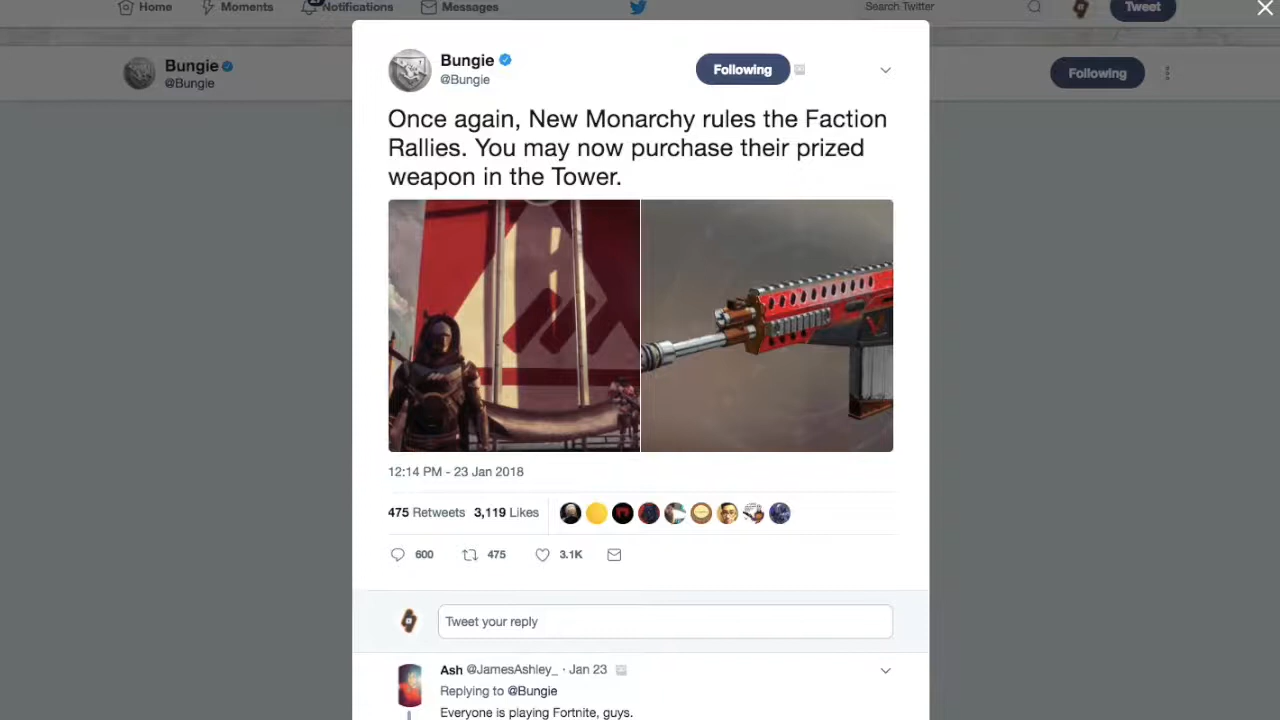 Home Moments Notifications Messages Search Twitter Tweet
Bungie
@Bungie
Following
Bungie
@Bungie
Following
Once again, New Monarchy rules the Faction
Rallies. You may now purchase their prized
weapon in the Tower.
12:14 PM - 23 Jan 2018
475 Retweets 3,119 Likes
600 475 3.1K
Tweet your reply
Ash @JamesAshley_ · Jan 23
Replying to @Bungie
Everyone is playing Fortnite, guys.